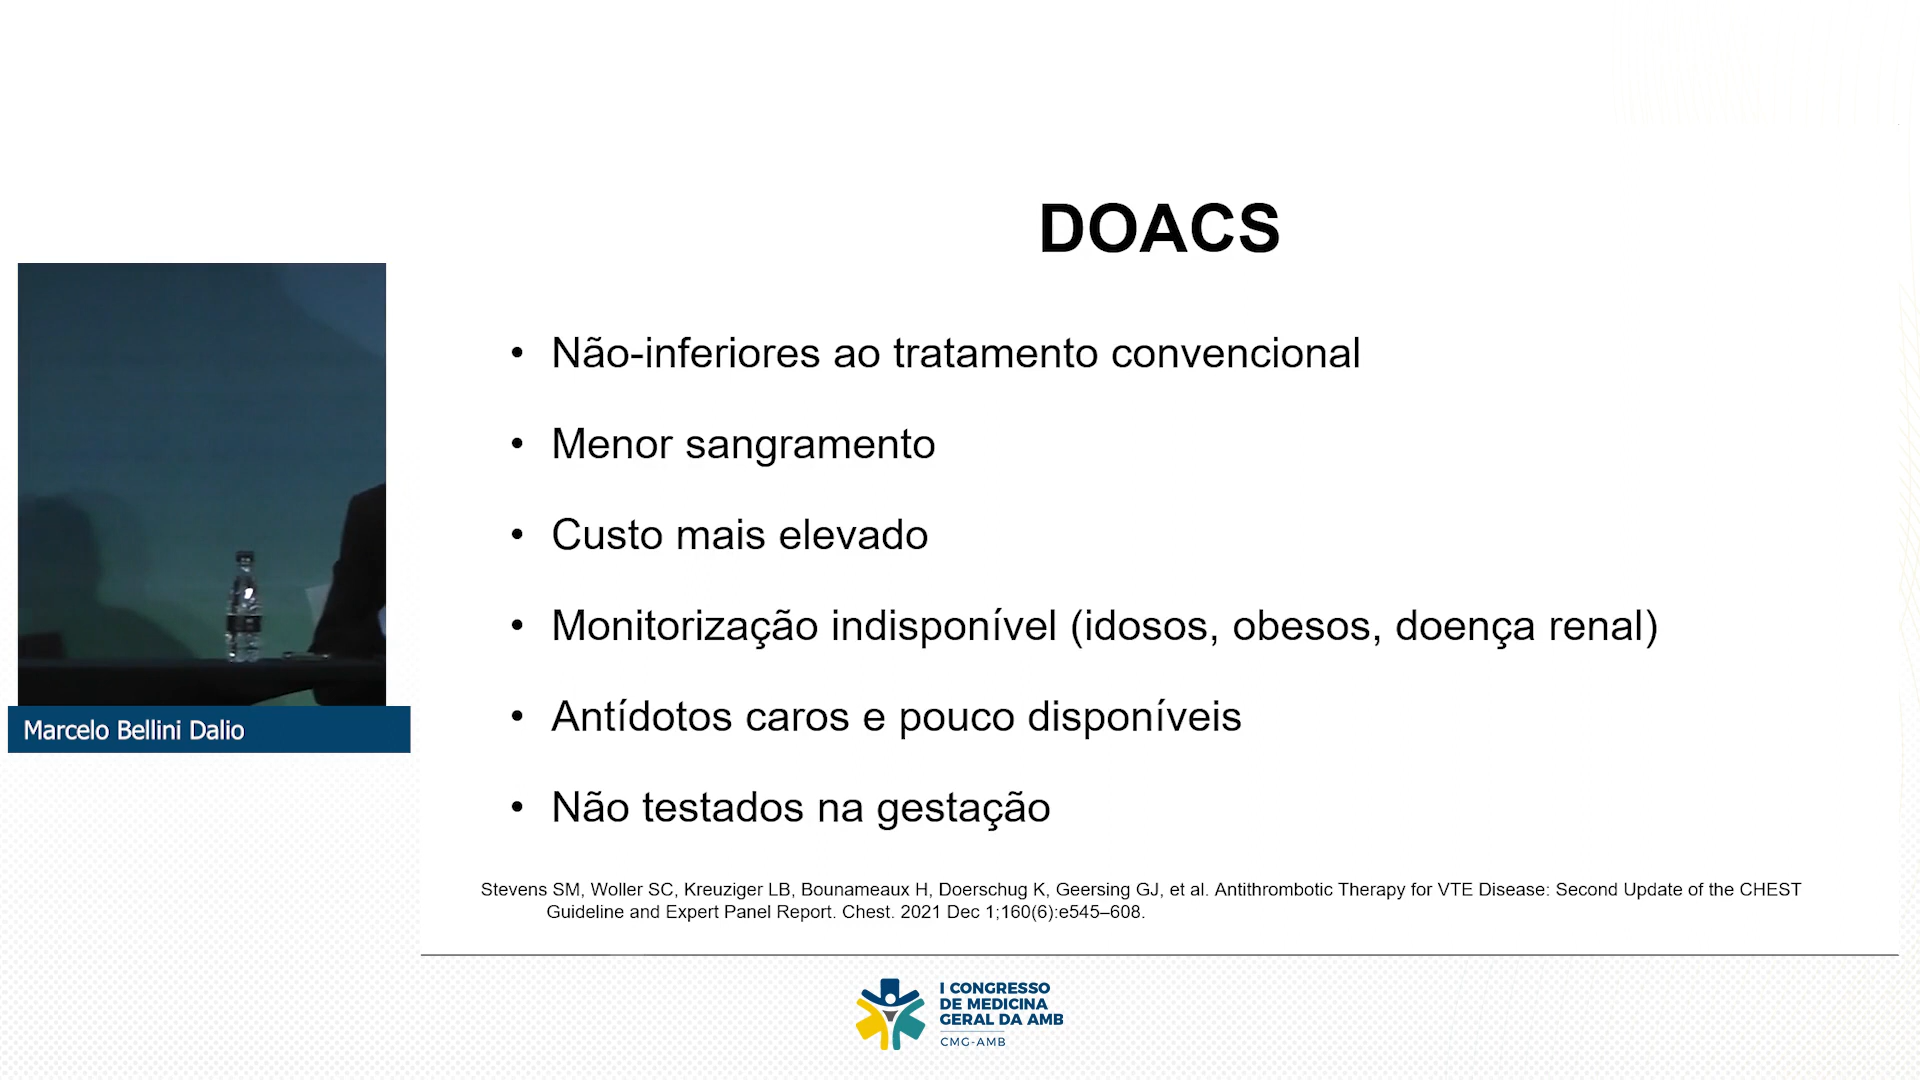 DOACS
• Não-inferiores ao tratamento convencional
• Menor sangramento
• Custo mais elevado
• Monitorização indisponível (idosos, obesos, doença renal)
• Antídotos caros e pouco disponíveis
• Não testados na gestação
Stevens SM, Woller SC, Kreuziger LB, Bounameaux H, Doerschug K, Geersing GJ, et al. Antithrombotic Therapy for VTE Disease: Second Update of the CHEST
Guideline and Expert Panel Report. Chest. 2021 Dec 1;160(6):e545–608.
Marcelo Bellini Dalio
I CONGRESSO
DE MEDICINA
GERAL DA AMB
CMG-AMB